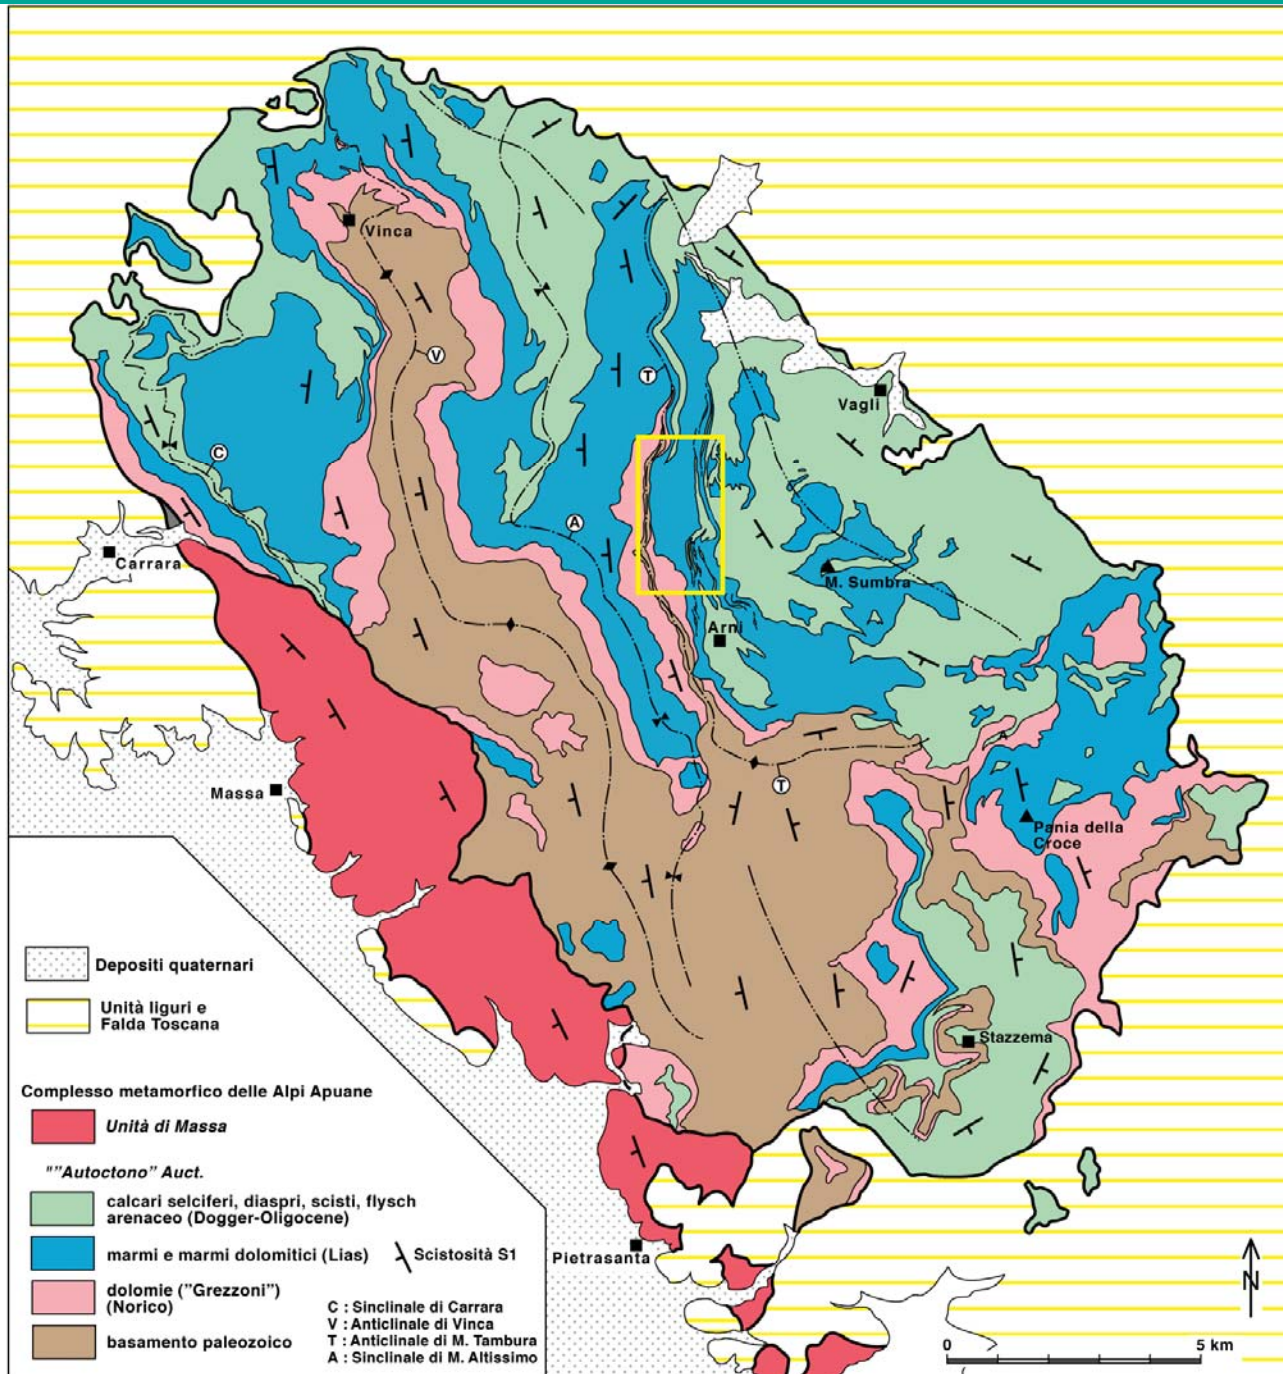 Vinca
V
T
Vagli
C
A
Carrara
M. Sumbra
Arni
A
Massa
T
Pania della
Croce
Stazzema
Pietrasanta
Depositi quaternari
Unità liguri e
Falda Toscana
Complesso metamorfico delle Alpi Apuane
Unità di Massa
"”Autoctono” Auct.
calcari selciferi, diaspri, scisti, flysch
arenaceo (Dogger-Oligocene)
marmi e marmi dolomitici (Lias)
Scistosità S1
dolomie (”Grezzoni”)
(Norico)
basamento paleozoico
C : Sinclinale di Carrara
V : Anticlinale di Vinca
T : Anticlinale di M. Tambura
A : Sinclinale di M. Altissimo
N
0 5 km